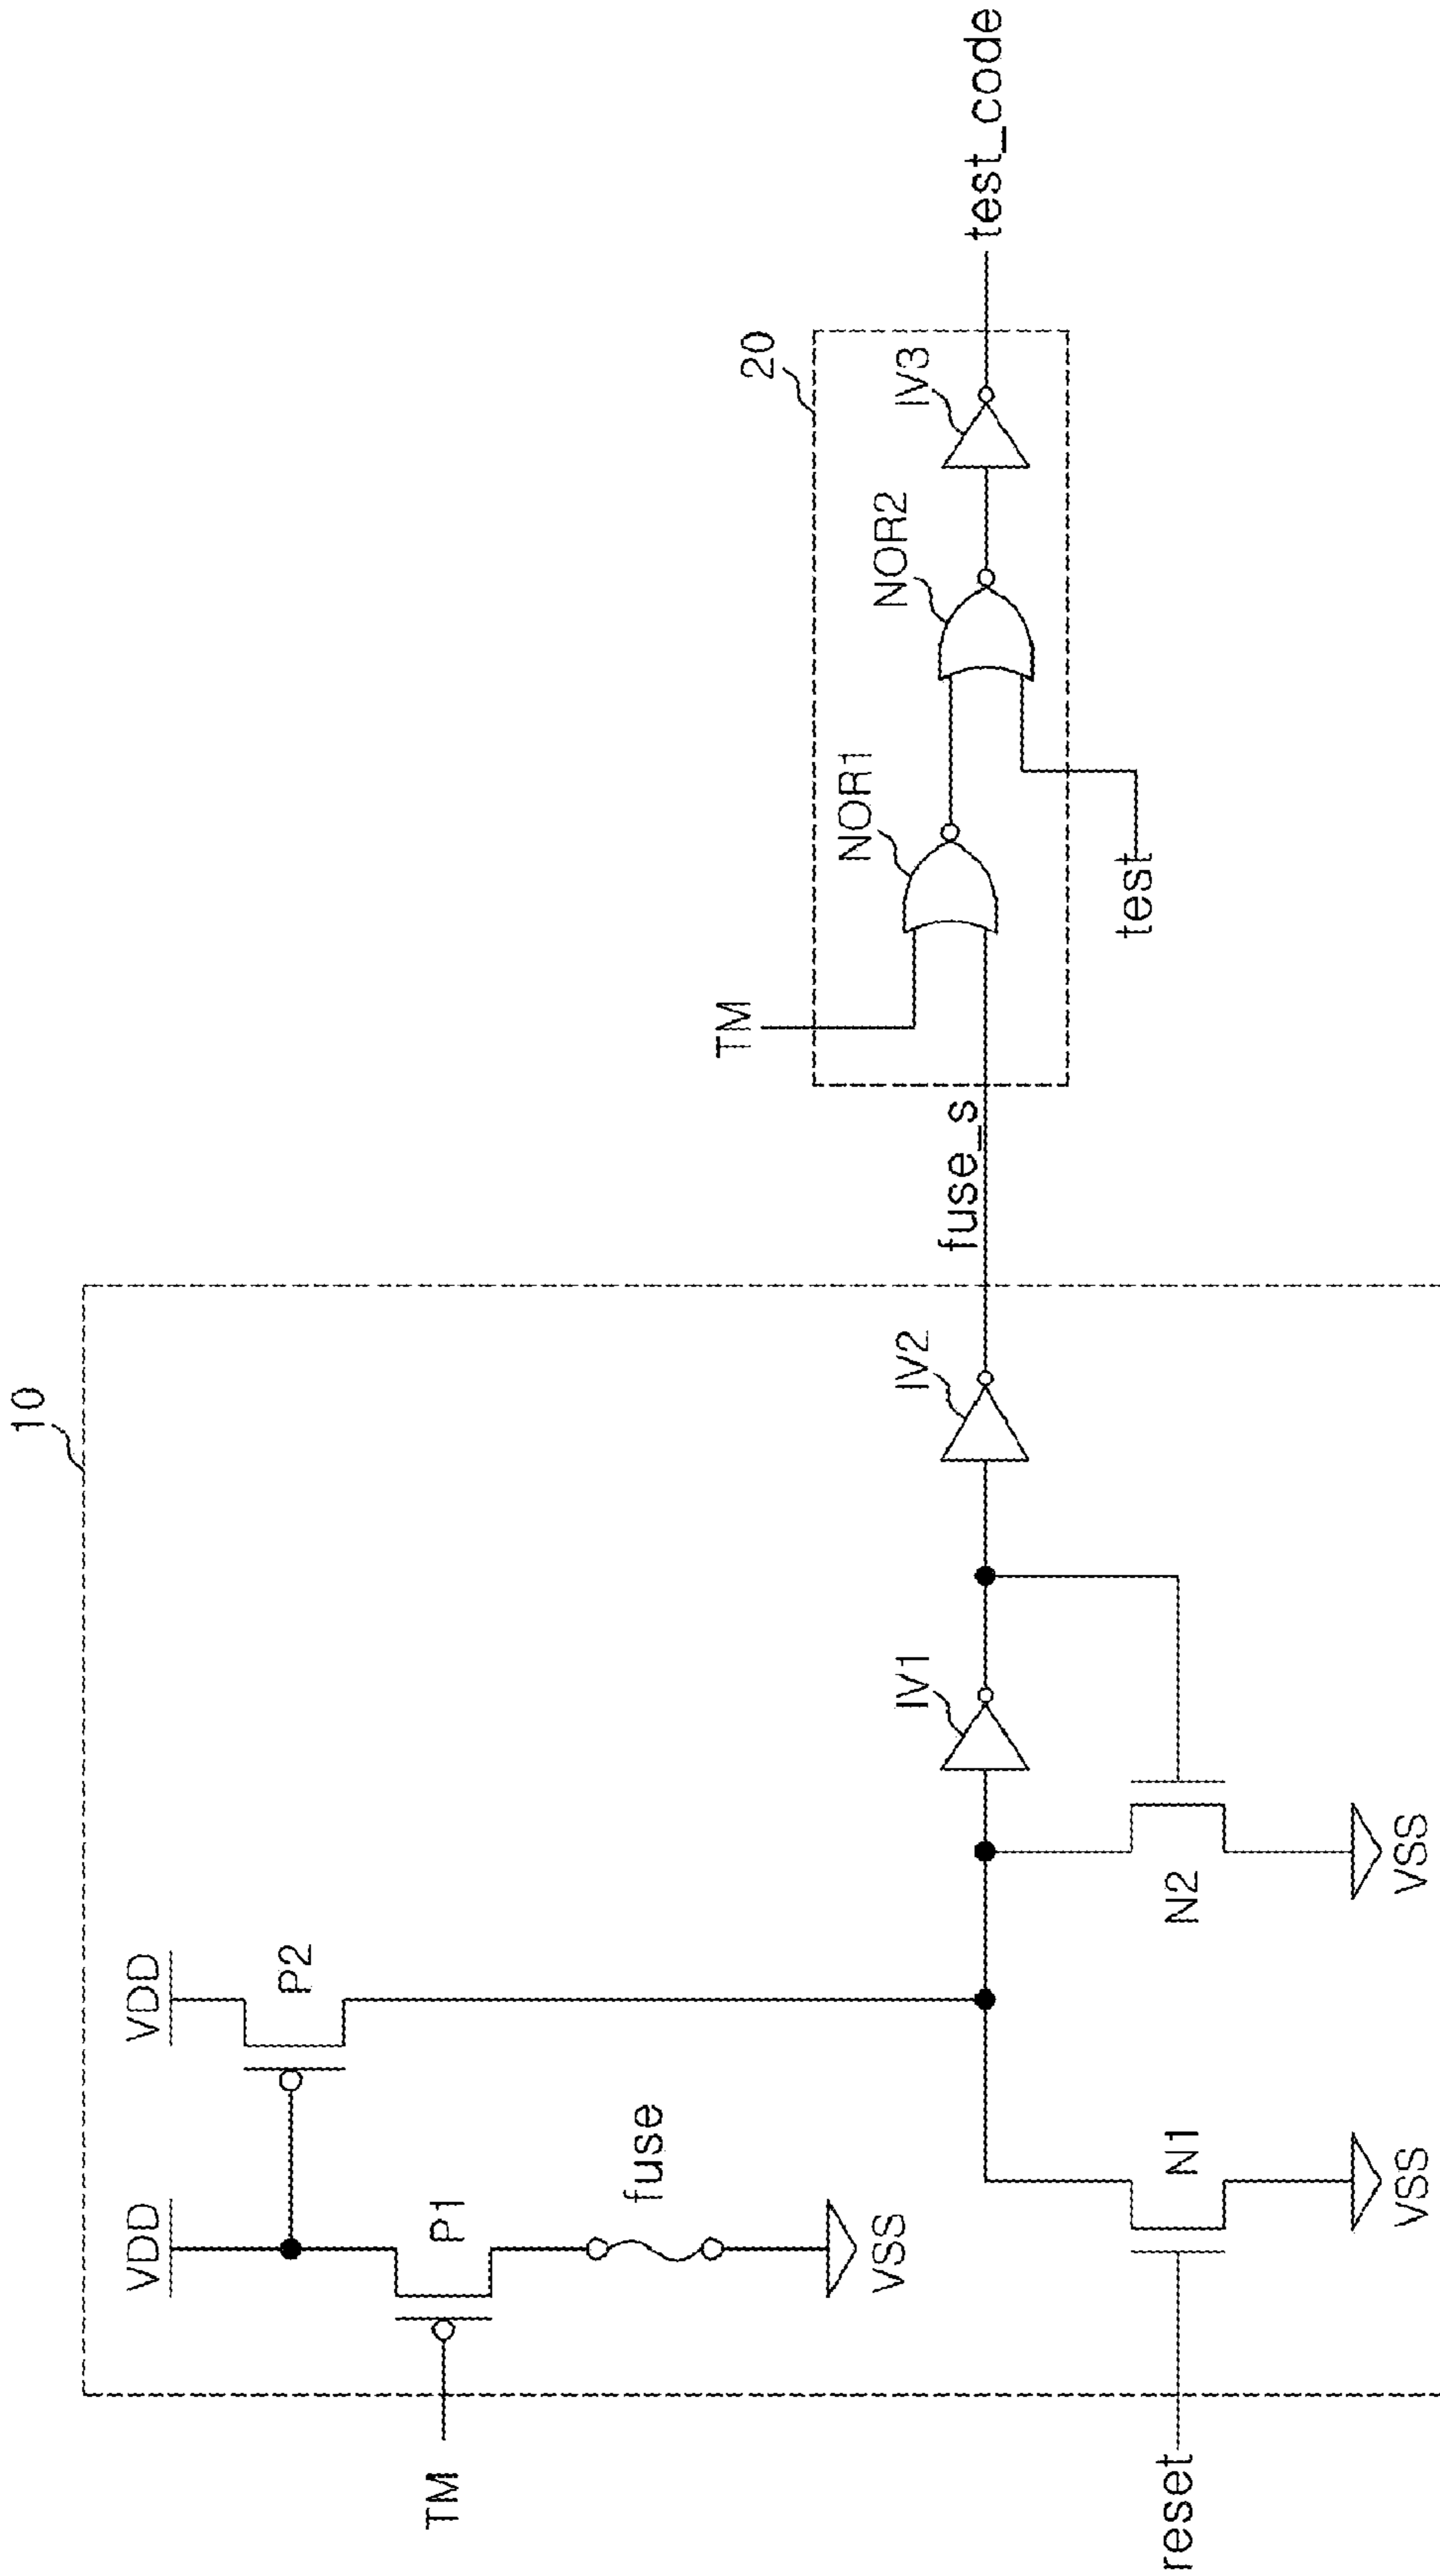 10
VDD
VDD
P2
TM
P1
fuse
VSS
reset
N1
VSS
N2
VSS
IV1
IV2
fuse_s
20
TM
NOR1
NOR2
IV3
test
test_code